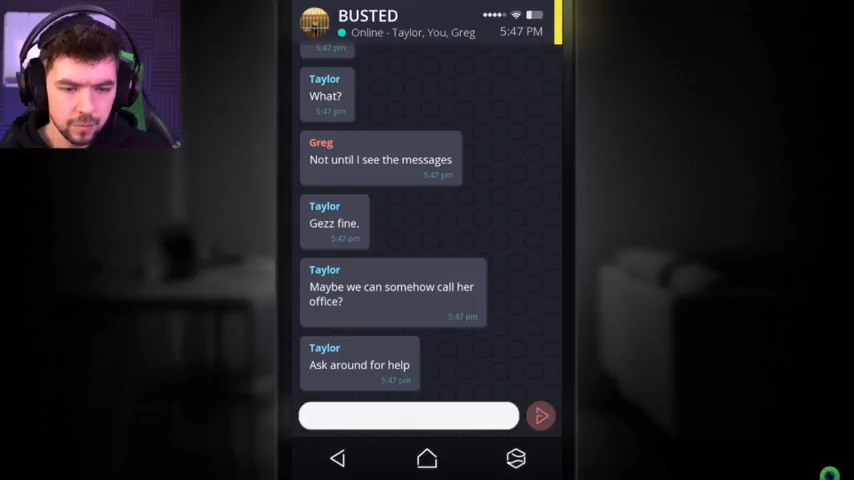 BUSTED
Online - Taylor, You, Greg
5:47 PM
5:47 pm
Taylor
What?
5:47 pm
Greg
Not until I see the messages
5:47 pm
Taylor
Gezz fine.
5:47 pm
Taylor
Maybe we can somehow call her
office?
5:47 pm
Taylor
Ask around for help
5:47 pm